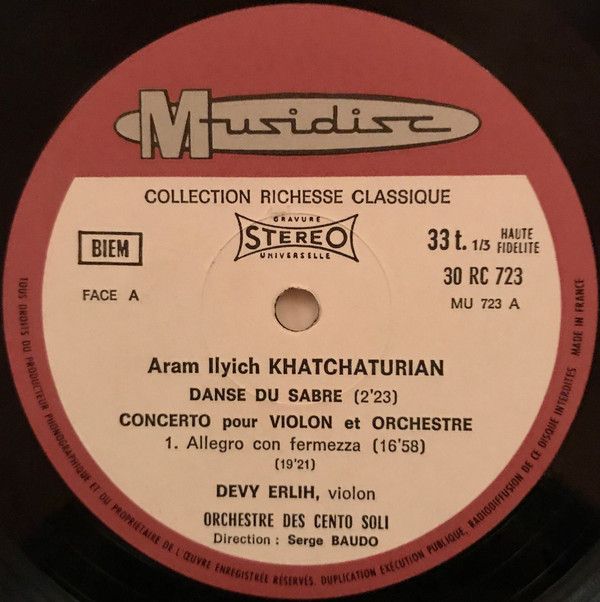 Musidisc
COLLECTION RICHESSE CLASSIQUE
BIEM
GRAVURE
STEREO
UNIVERSELLE
33 t. 1/3 HAUTE FIDELITE
30 RC 723
FACE A
MU 723 A
Aram Ilyich KHATCHATURIAN
DANSE DU SABRE (2'23)
CONCERTO pour VIOLON et ORCHESTRE
1. Allegro con fermezza (16'58)
(19'21)
DEVY ERLIH, violon
ORCHESTRE DES CENTO SOLI
Direction : Serge BAUDO
TOUS DROITS DU PRODUCTEUR PHONOGRAPHIQUE ET DU PROPRIETAIRE DE L'ŒUVRE ENREGISTRÉE RÉSERVÉS. DUPLICATION EXÉCUTION PUBLIQUE, RADIODIFFUSION DE CE DISQUE INTERDITES MADE IN FRANCE